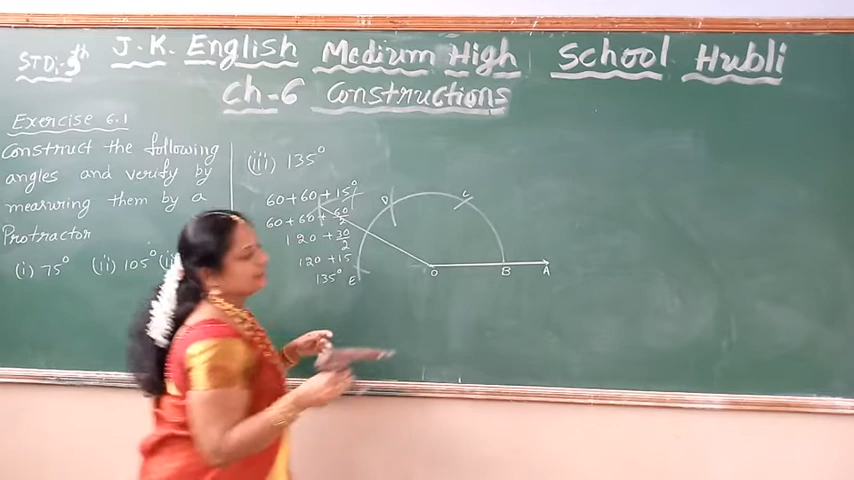 STD:- 9th
J. K. English Medium High School Hubli
Ch-6 Constructions
Exercise 6.1
Construct the following
angles and verify by
measuring them by a
Protractor
(i) 75° (ii) 105° (iii)
(iii) 135°
60+60+15°
60+60+60/2
120+30/2
120+15
135°
E
D
C
O
B
A